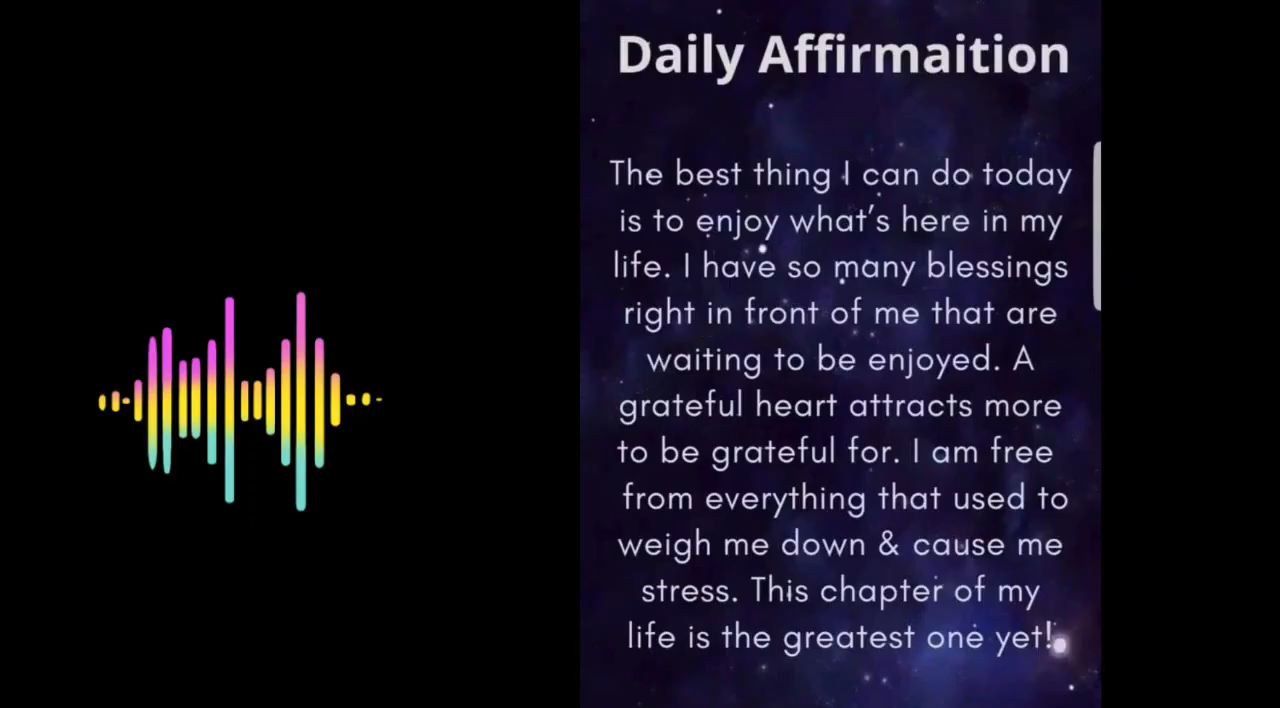 Daily Affirmaition
The best thing I can do today
is to enjoy what's here in my
life. I have so many blessings
right in front of me that are
waiting to be enjoyed. A
grateful heart attracts more
to be grateful for. I am free
from everything that used to
weigh me down & cause me
stress. This chapter of my
life is the greatest one yet!